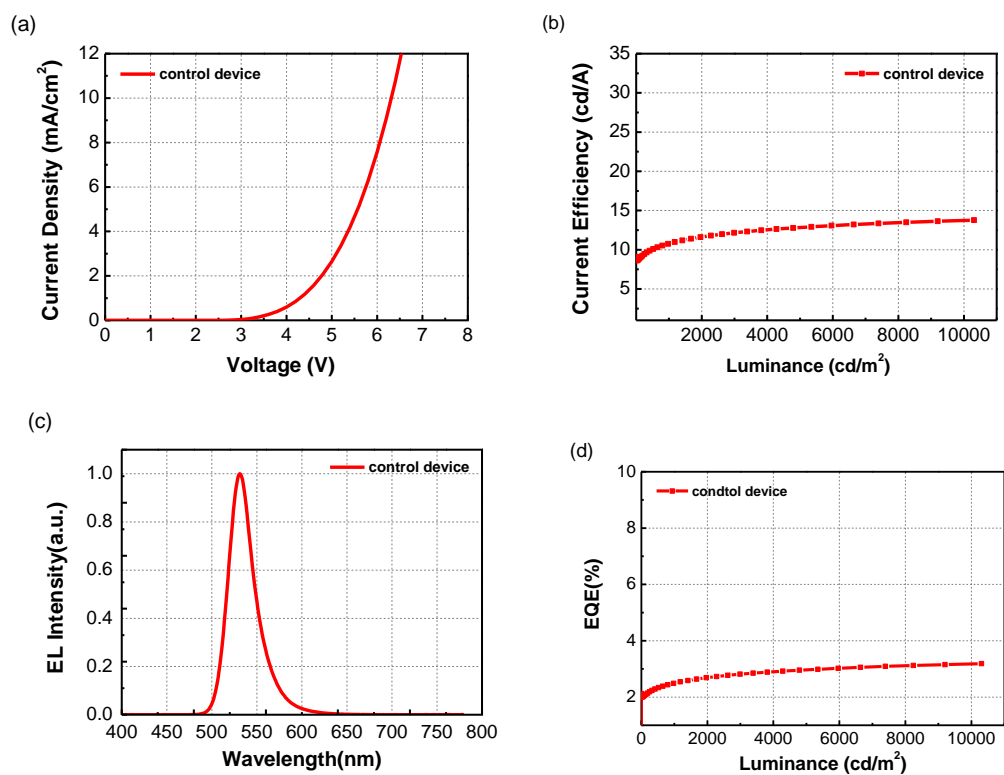 (a)
control device
12
10
8
6
4
2
0
Current Density (mA/cm²)
0 1 2 3 4 5 6 7 8
Voltage (V)
(b)
control device
35
30
25
20
15
10
5
Current Efficiency (cd/A)
2000 4000 6000 8000 10000
Luminance (cd/m²)
(c)
control device
1.0
0.8
0.6
0.4
0.2
0.0
EL Intensity(a.u.)
400 450 500 550 600 650 700 750 800
Wavelength(nm)
(d)
condtol device
10
8
6
4
2
EQE(%)
0 2000 4000 6000 8000 10000
Luminance (cd/m²)